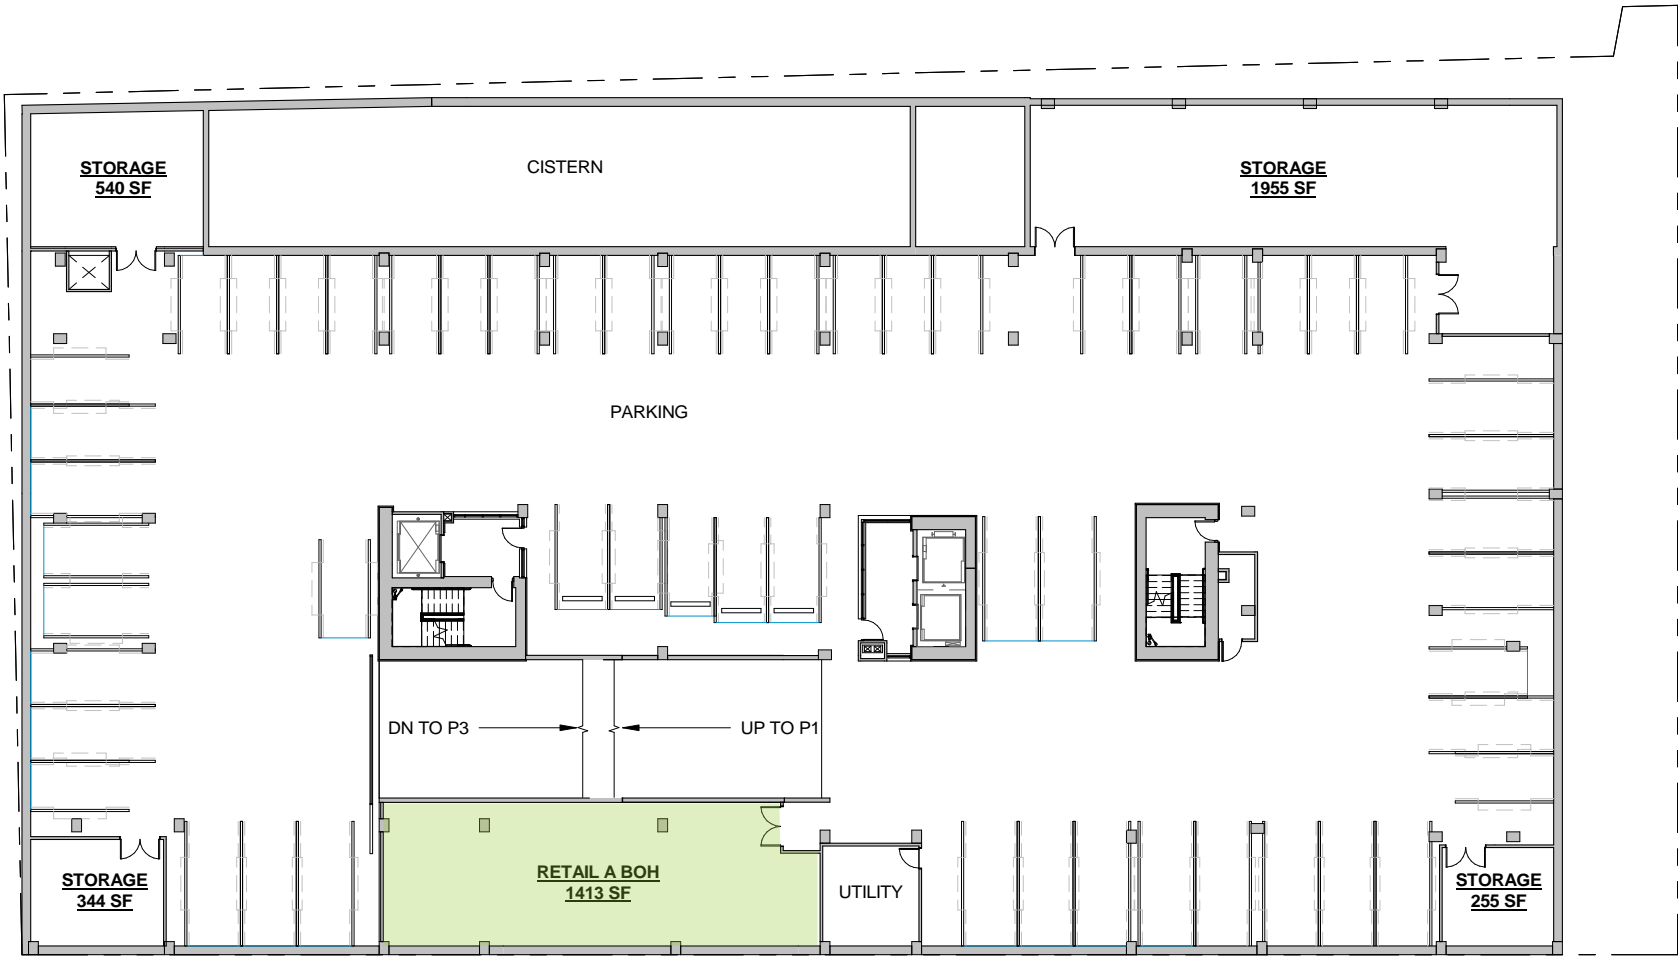 STORAGE
540 SF
CISTERN
STORAGE
1955 SF
PARKING
DN TO P3
UP TO P1
RETAIL A BOH
1413 SF
STORAGE
344 SF
UTILITY
STORAGE
255 SF